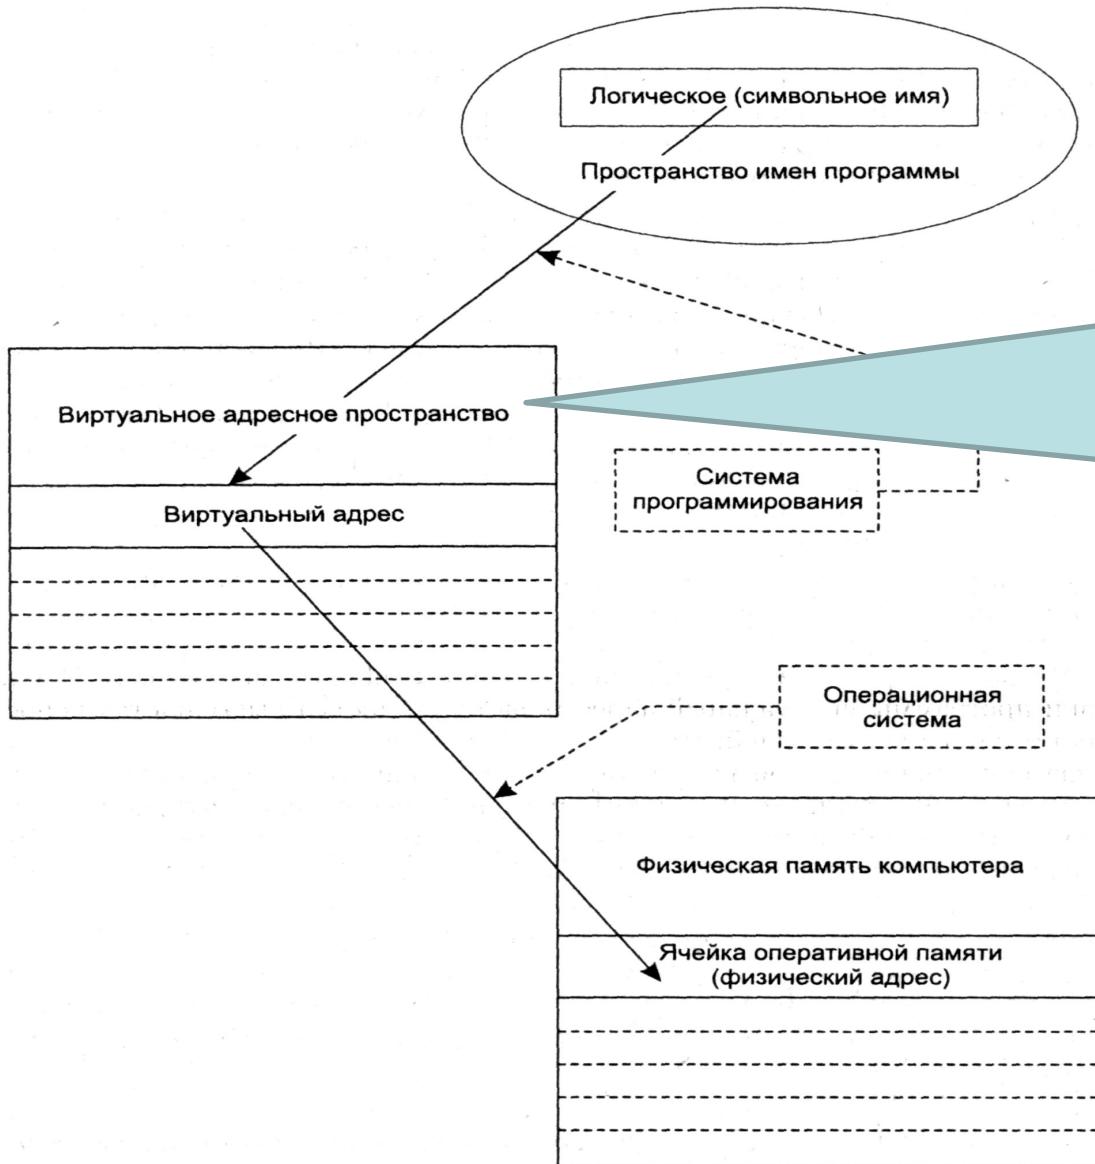 Логическое (символьное имя)
Пространство имен программы
Виртуальное адресное пространство
Система
программирования
Виртуальный адрес
Операционная
система
Физическая память компьютера
Ячейка оперативной памяти
(физический адрес)